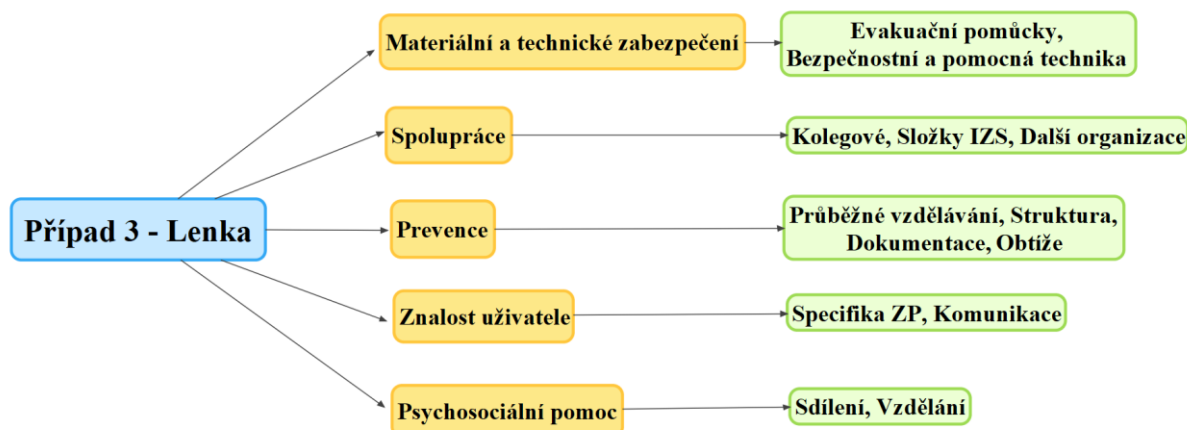 Případ 3 - Lenka
Materiální a technické zabezpečení
Evakuační pomůcky,
Bezpečnostní a pomocná technika
Spolupráce
Kolegové, Složky IZS, Další organizace
Prevence
Průběžné vzdělávání, Struktura,
Dokumentace, Obtíže
Znalost uživatele
Specifika ZP, Komunikace
Psychosociální pomoc
Sdílení, Vzdělání